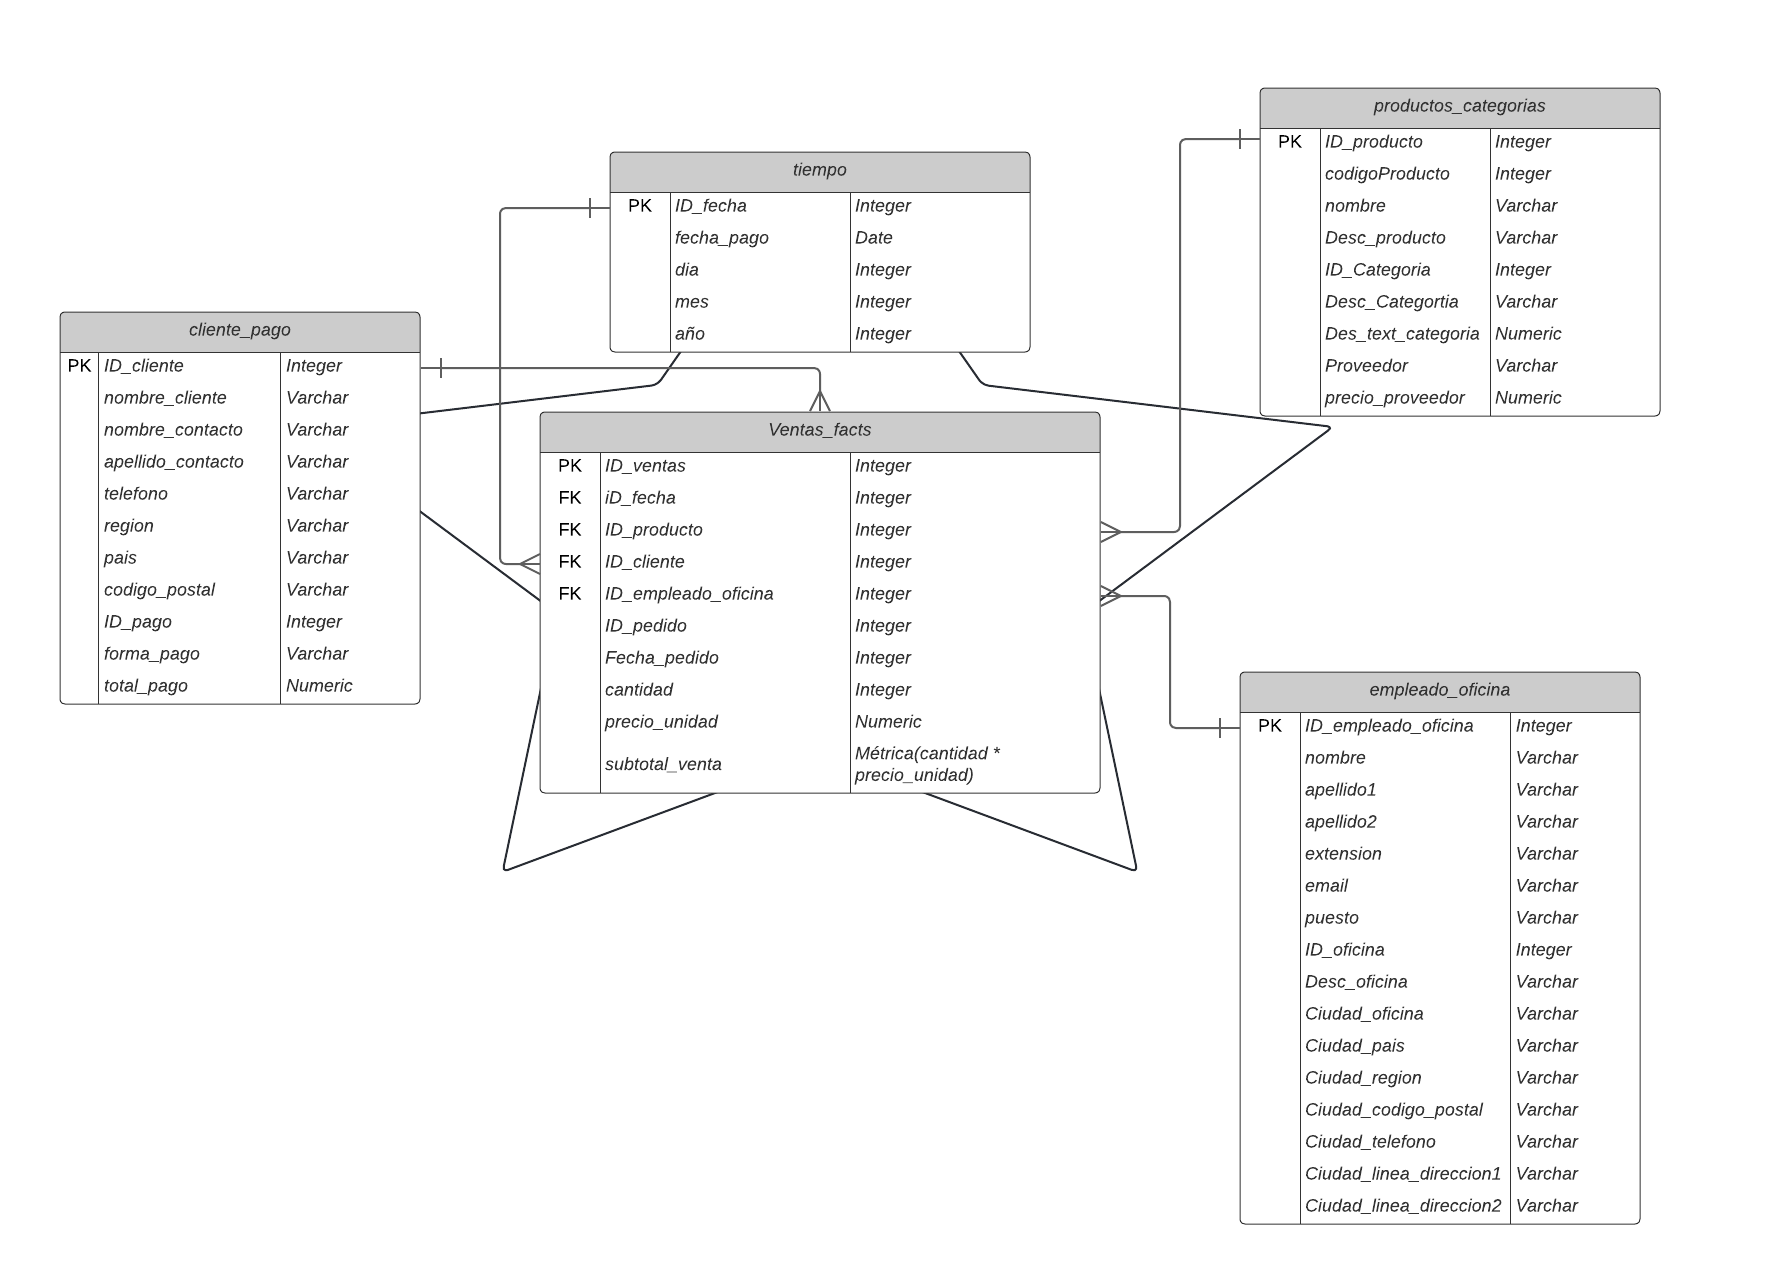 productos_categorias
PK ID_producto Integer
codigoProducto Integer
nombre Varchar
Desc_producto Varchar
ID_Categoria Integer
Desc_Categortia Varchar
Des_text_categoria Numeric
Proveedor Varchar
precio_proveedor Numeric
tiempo
PK ID_fecha Integer
fecha_pago Date
dia Integer
mes Integer
año Integer
cliente_pago
PK ID_cliente Integer
nombre_cliente Varchar
nombre_contacto Varchar
apellido_contacto Varchar
telefono Varchar
region Varchar
pais Varchar
codigo_postal Varchar
ID_pago Integer
forma_pago Varchar
total_pago Numeric
Ventas_facts
PK ID_ventas Integer
FK iD_fecha Integer
FK ID_producto Integer
FK ID_cliente Integer
FK ID_empleado_oficina Integer
ID_pedido Integer
Fecha_pedido Integer
cantidad Integer
precio_unidad Numeric
subtotal_venta Métrica(cantidad *
precio_unidad)
empleado_oficina
PK ID_empleado_oficina Integer
nombre Varchar
apellido1 Varchar
apellido2 Varchar
extension Varchar
email Varchar
puesto Varchar
ID_oficina Integer
Desc_oficina Varchar
Ciudad_oficina Varchar
Ciudad_pais Varchar
Ciudad_region Varchar
Ciudad_codigo_postal Varchar
Ciudad_telefono Varchar
Ciudad_linea_direccion1 Varchar
Ciudad_linea_direccion2 Varchar